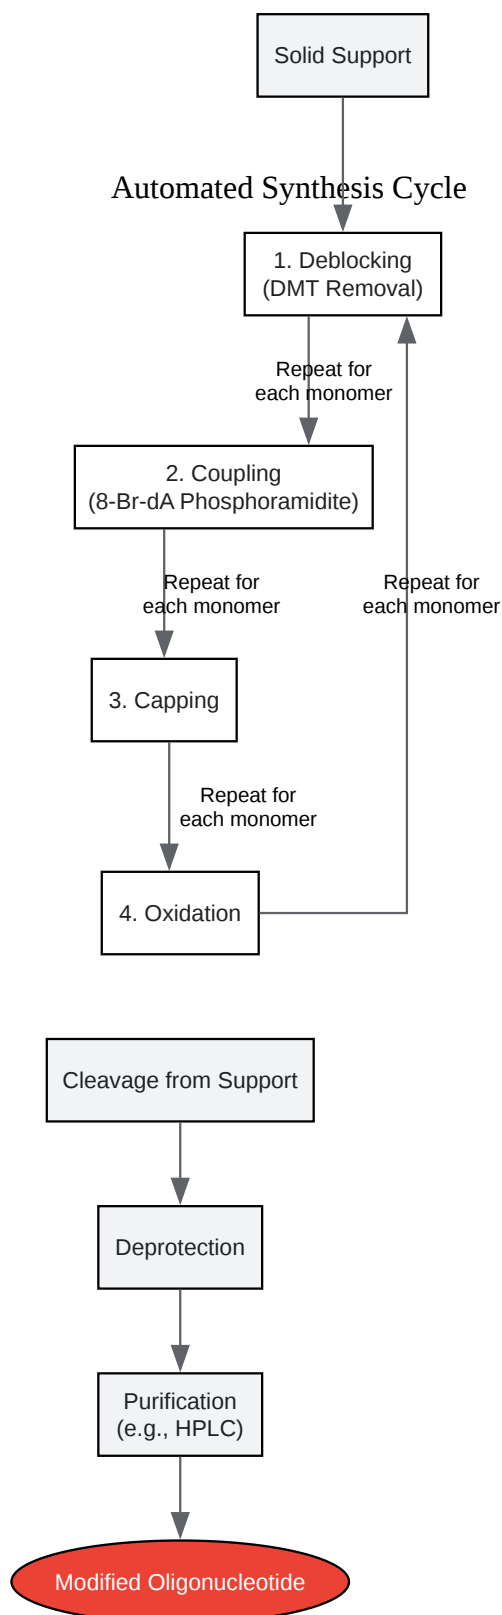 Solid Support
Automated Synthesis Cycle
1. Deblocking
(DMT Removal)
Repeat for
each monomer
2. Coupling
(8-Br-dA Phosphoramidite)
Repeat for
each monomer
Repeat for
each monomer
3. Capping
Repeat for
each monomer
4. Oxidation
Cleavage from Support
Deprotection
Purification
(e.g., HPLC)
Modified Oligonucleotide